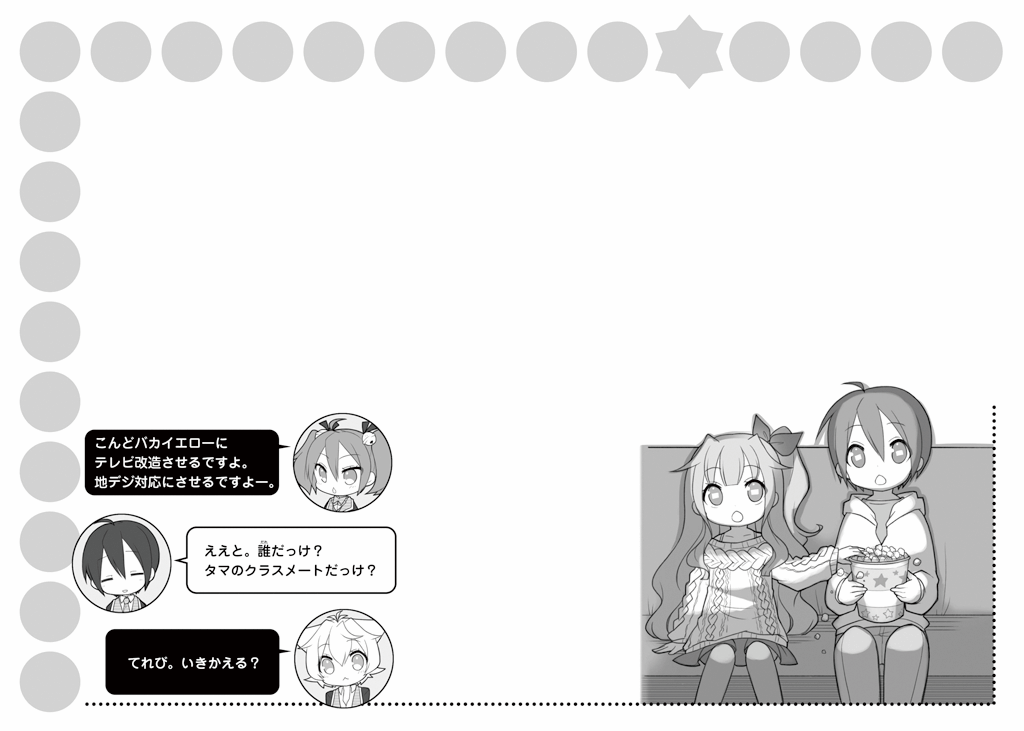 こんどバカイエローに
テレビ改造させるですよ。
地デジ対応にさせるですよー。
ええと。誰だっけ？
タマのクラスメートだっけ？
てれび。いきかえる？